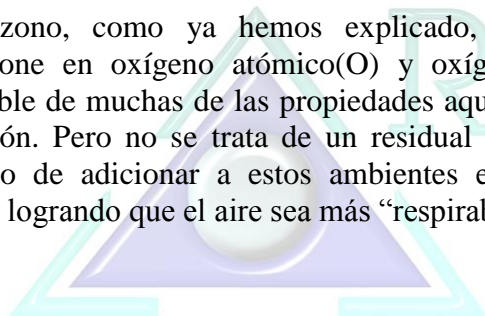 zono, como ya hemos explicado,
one en oxígeno atómico(O) y oxíg
ble de muchas de las propiedades aqu
ón. Pero no se trata de un residual
o de adicionar a estos ambientes e
logrando que el aire sea más “respirab
R